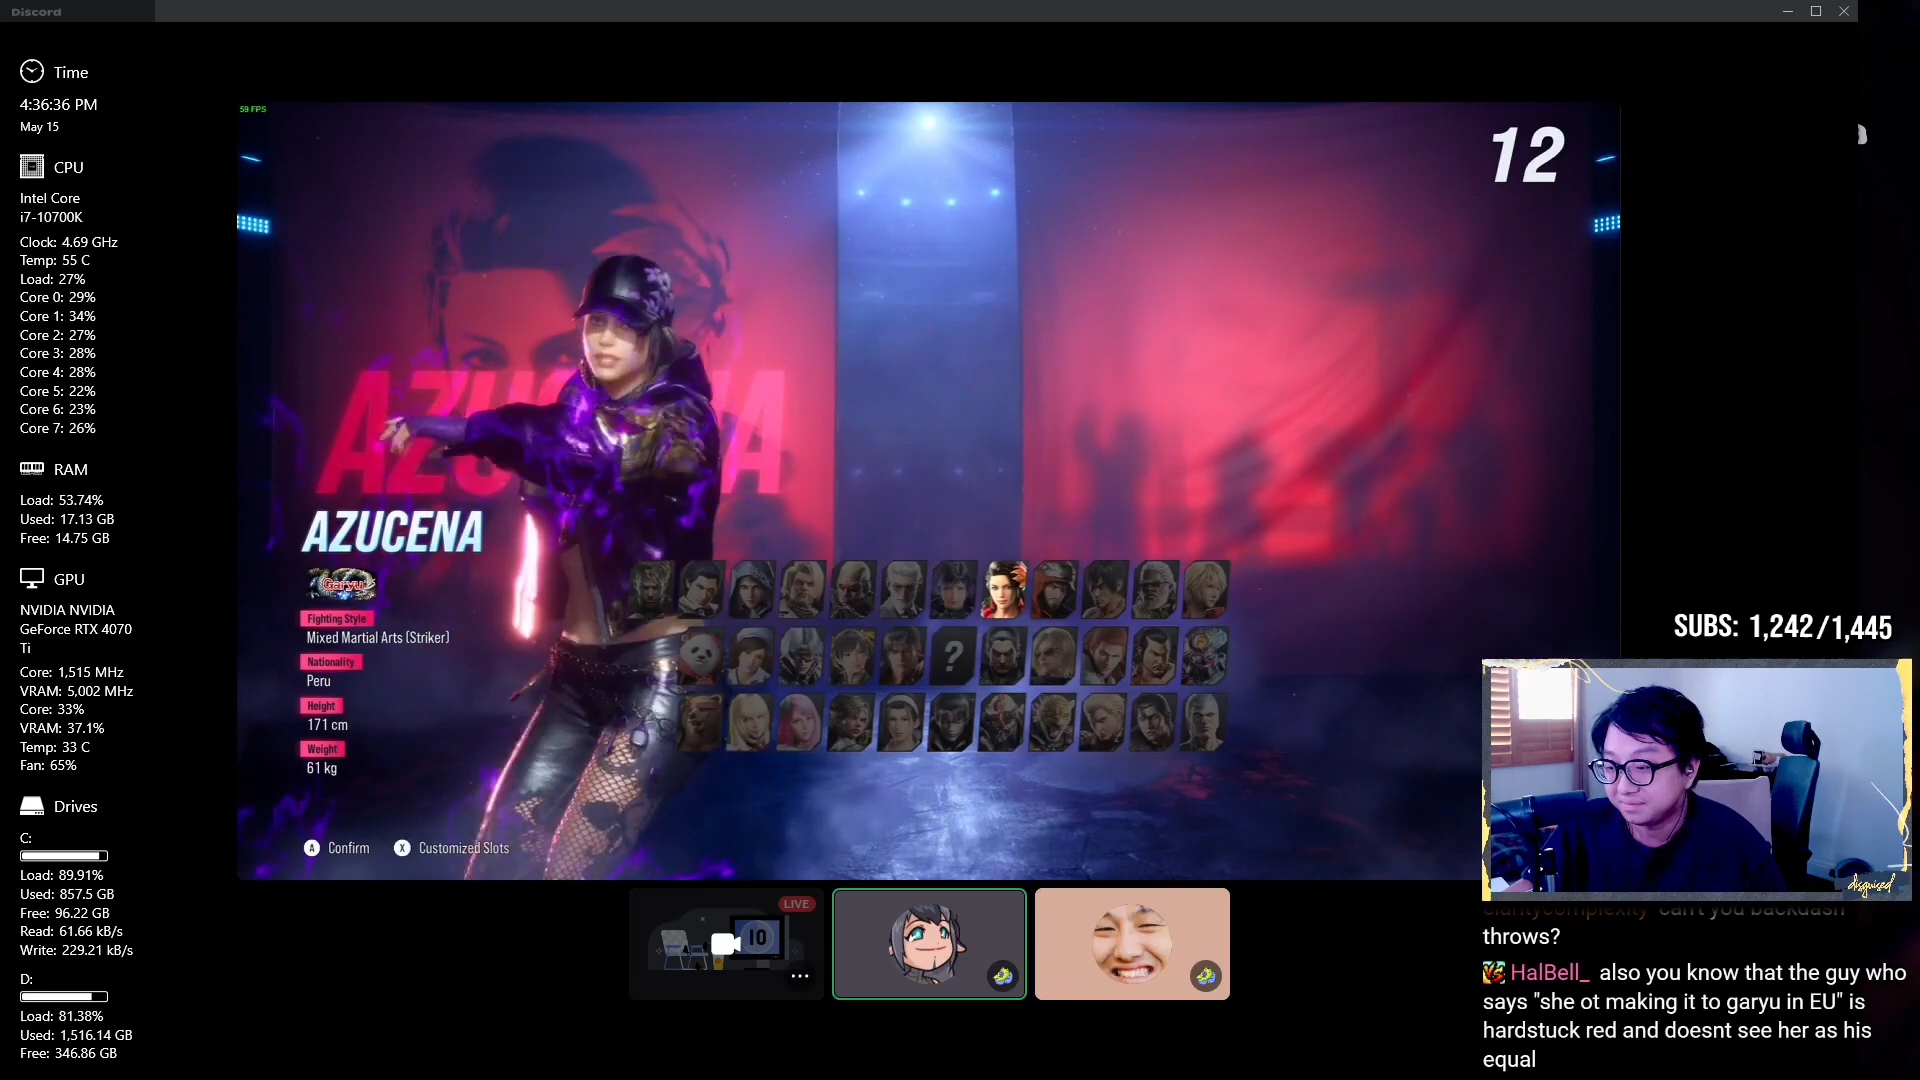 Discord
Time
4:36:36 PM
May 15
CPU
Intel Core
i7-10700K
Clock: 4.69 GHz
Temp: 55 C
Load: 27%
Core 0: 29%
Core 1: 34%
Core 2: 27%
Core 3: 28%
Core 4: 28%
Core 5: 22%
Core 6: 23%
Core 7: 26%
RAM
Load: 53.74%
Used: 17.13 GB
Free: 14.75 GB
GPU
NVIDIA NVIDIA
GeForce RTX 4070
Ti
Core: 1,515 MHz
VRAM: 5,002 MHz
Core: 33%
VRAM: 37.1%
Temp: 33 C
Fan: 65%
Drives
C:
Load: 89.91%
Used: 857.5 GB
Free: 96.22 GB
Read: 61.66 kB/s
Write: 229.21 kB/s
D:
Load: 81.38%
Used: 1,516.14 GB
Free: 346.86 GB
59 FPS
12
AZUCENA
AZUCENA
Garyu
Fighting Style
Mixed Martial Arts (Striker)
Nationality
Peru
Height
171 cm
Weight
61 kg
?
A Confirm
X Customized Slots
LIVE
10
SUBS: 1,242/1,445
disguised
claritycomplexity can't you backdash
throws?
HalBell_ also you know that the guy who
says "she ot making it to garyu in EU" is
hardstuck red and doesnt see her as his
equal